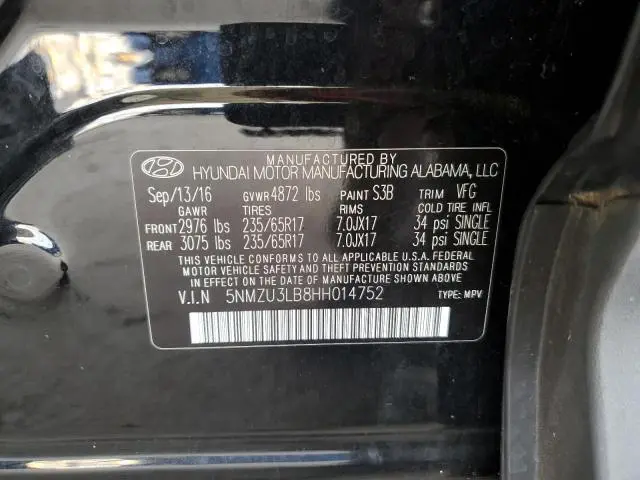 MANUFACTURED BY
HYUNDAI MOTOR MANUFACTURING ALABAMA, LLC
Sep/13/16 GVWR 4872 lbs PAINT S3B TRIM VFG
GAWR TIRES RIMS COLD TIRE INFL
FRONT 2976 lbs 235/65R17 7.0JX17 34 psi SINGLE
REAR 3075 lbs 235/65R17 7.0JX17 34 psi SINGLE
THIS VEHICLE CONFORMS TO ALL APPLICABLE U.S.A. FEDERAL
MOTOR VEHICLE SAFETY, BUMPER, AND THEFT PREVENTION
STANDARDS IN EFFECT ON THE DATE OF MANUFACTURE SHOWN ABOVE
V.I.N 5NMZU3LB8HH014752 TYPE: MPV